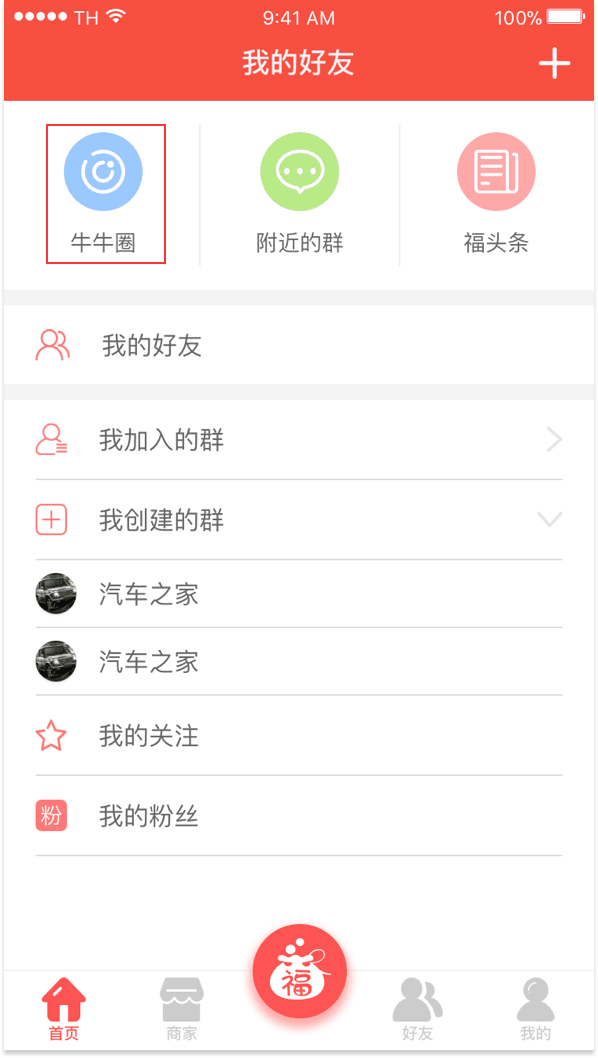 TH 9:41 AM 100%
我的好友
牛牛圈 附近的群 福头条
我的好友
我加入的群
我创建的群
汽车之家
汽车之家
我的关注
粉 我的粉丝
福
首页 商家 好友 我的